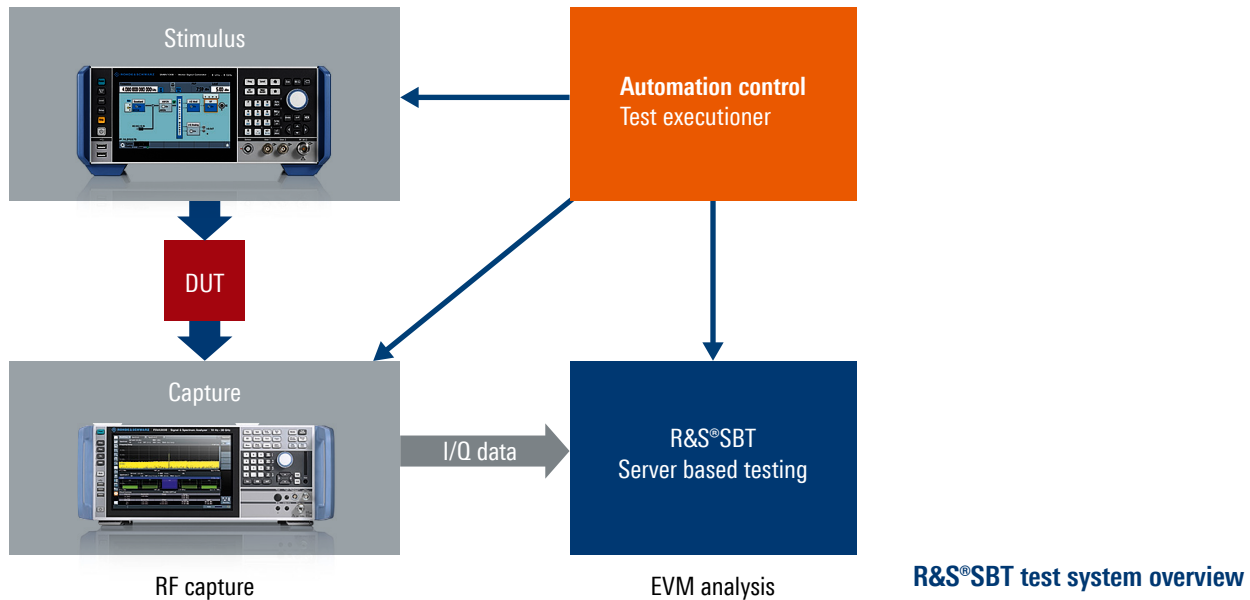 Stimulus
Automation control
Test executioner
DUT
Capture
I/Q data
R&S®SBT
Server based testing
RF capture
EVM analysis
R&S®SBT test system overview